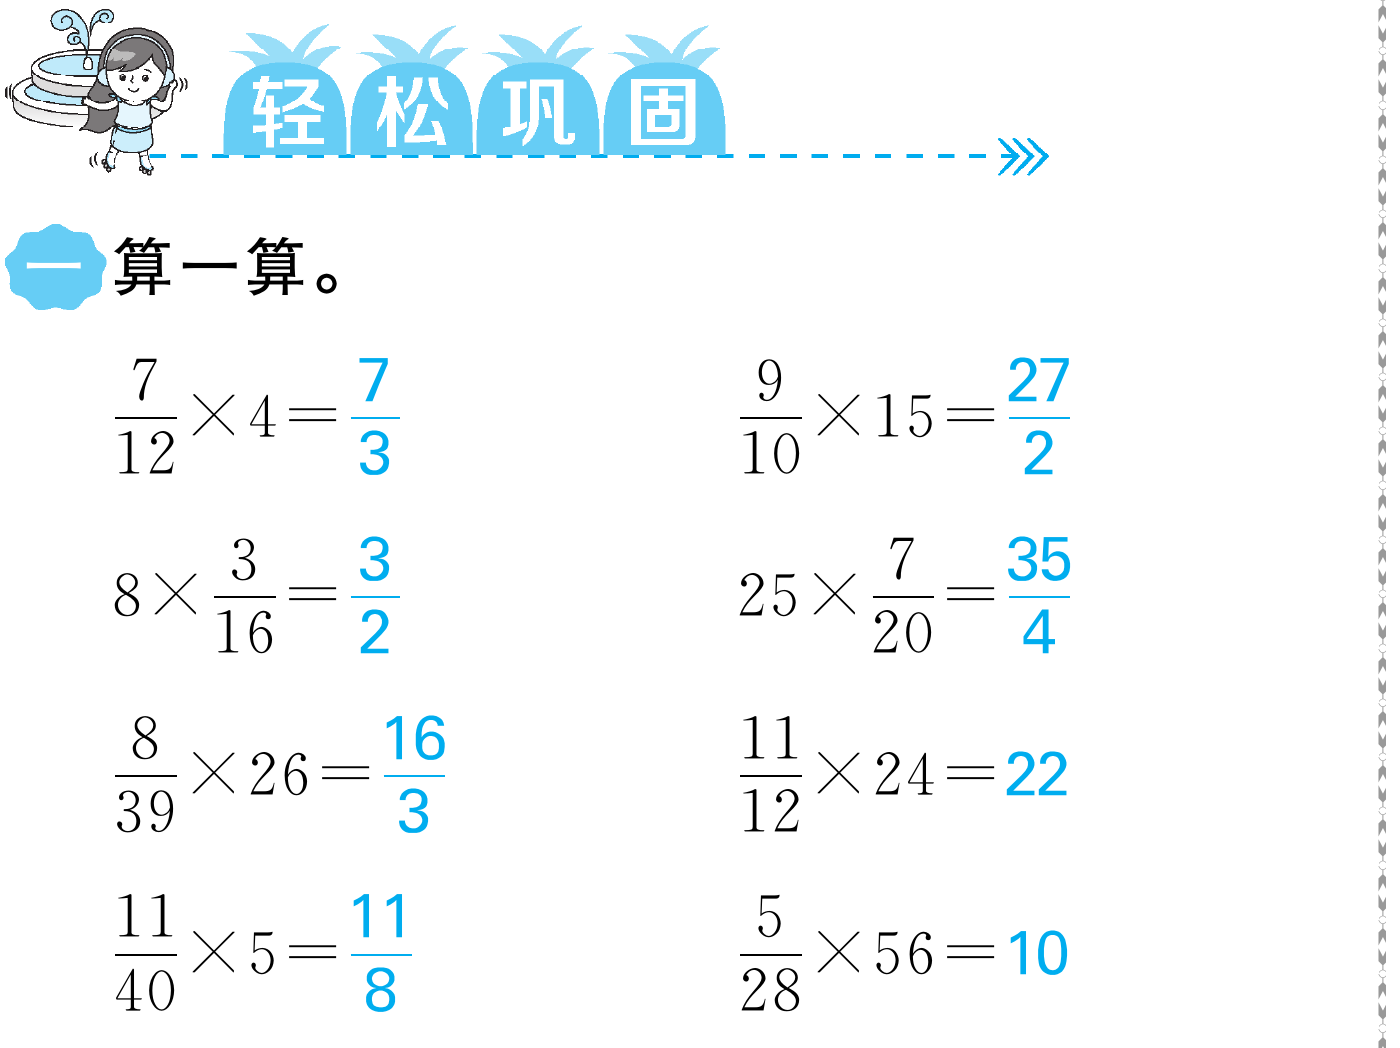 轻松巩固
一 算一算。
7/12×4=7/3 9/10×15=27/2
8×3/16=3/2 25×7/20=35/4
8/39×26=16/3 11/12×24=22
11/40×5=11/8 5/28×56=10